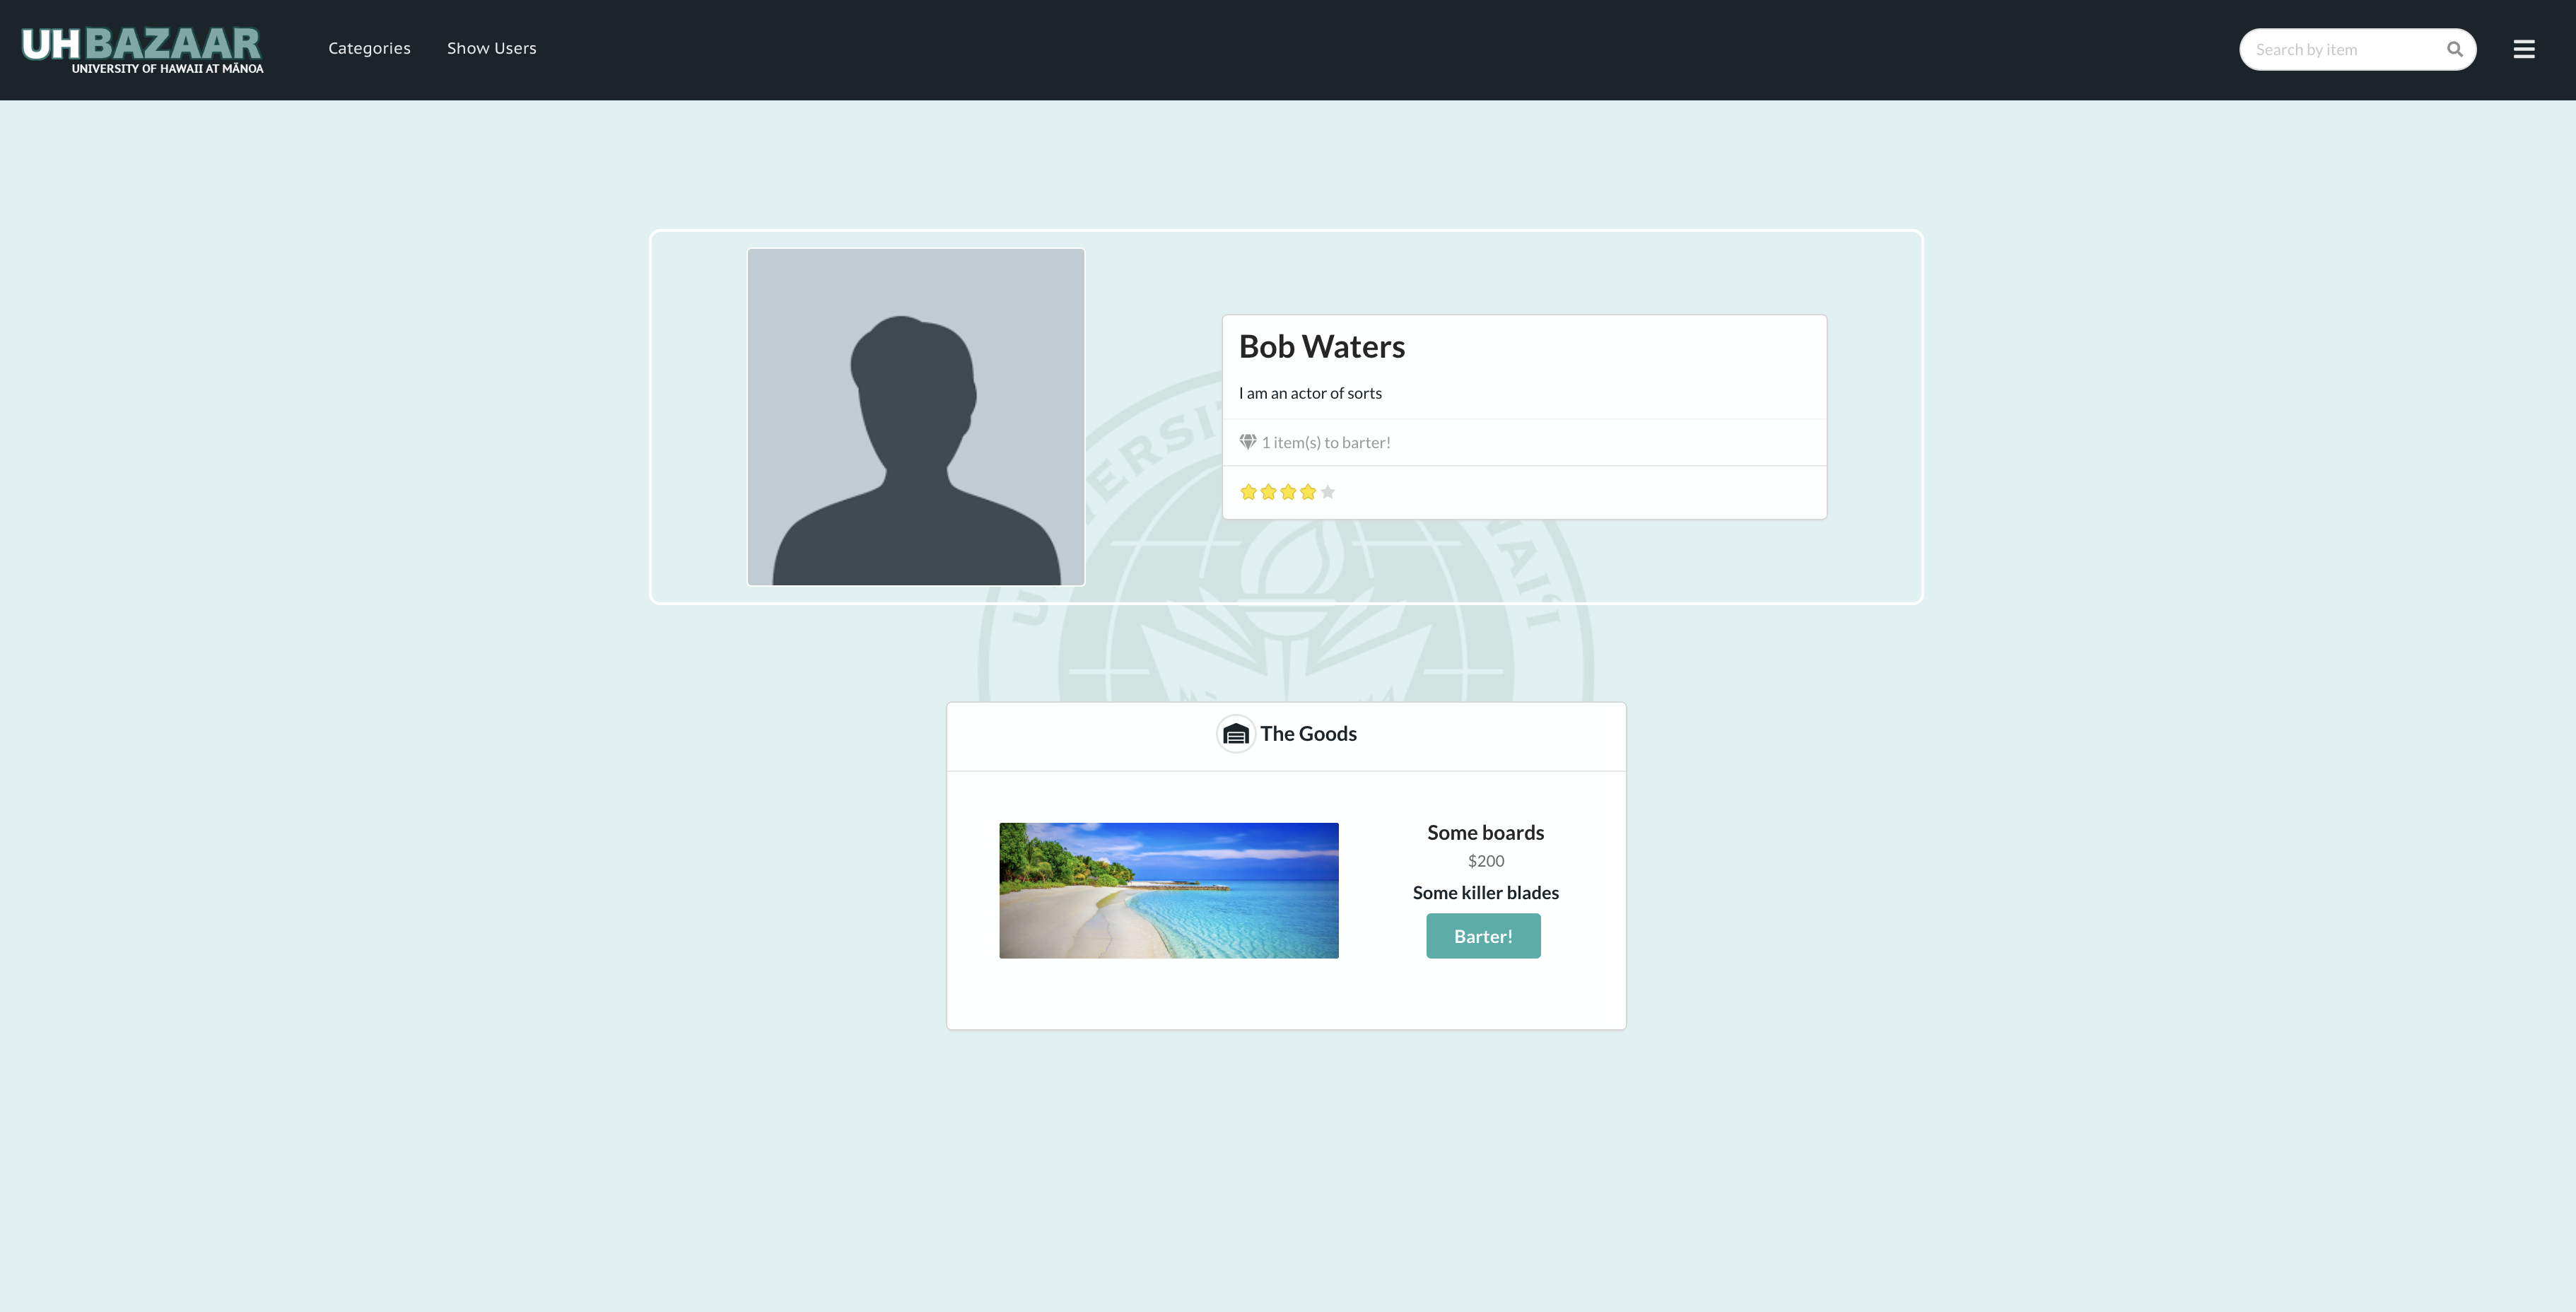 UHBAZAAR
UNIVERSITY OF HAWAII AT MĀNOA
Categories
Show Users
Search by item
Bob Waters
I am an actor of sorts
1 item(s) to barter!
The Goods
Some boards
$200
Some killer blades
Barter!